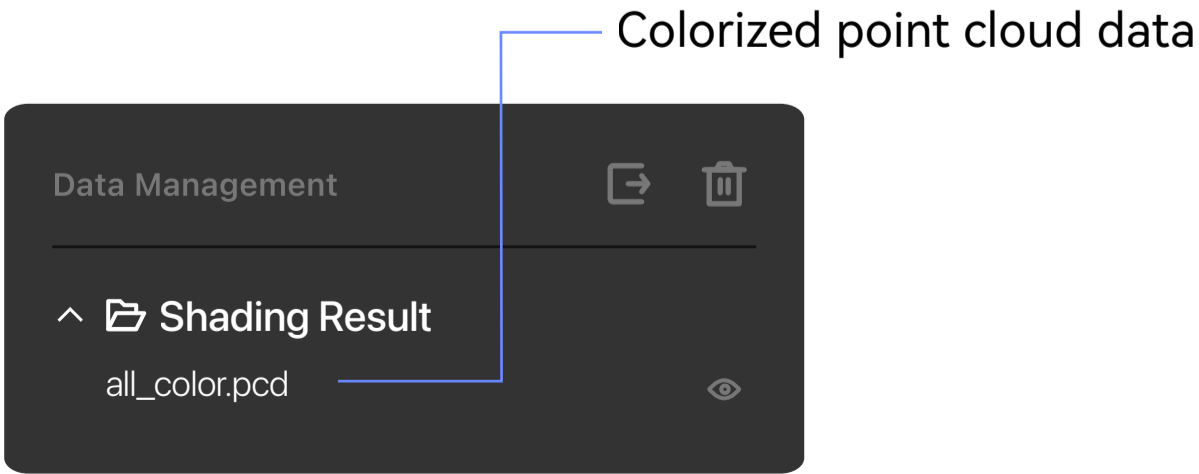 Colorized point cloud data
Data Management
Shading Result
all_color.pcd